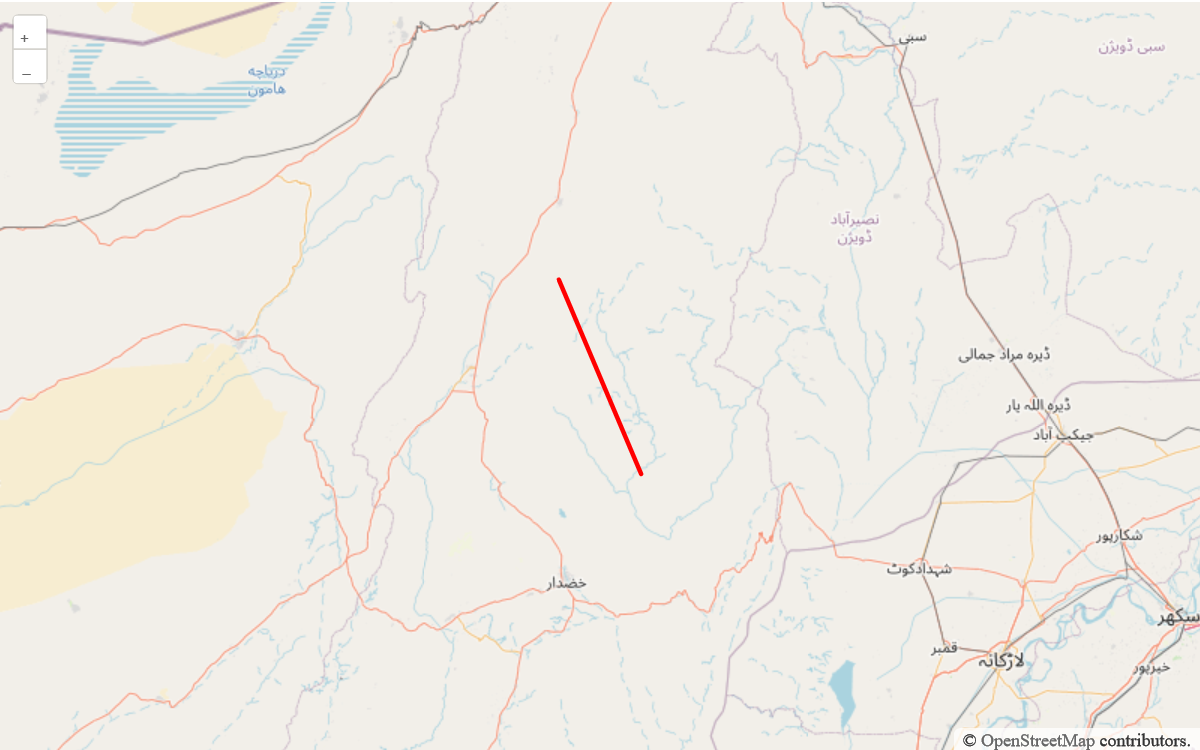 +
سبی
سبی ڈویژن
–
دریاچه
هامون
نصیرآباد
ڈویژن
ڈیرہ مراد جمالی
ڈیرہ اللہ یار
جیکب آباد
شکارپور
شہدادکوٹ
خضدار
سکھر
قمبر
لاڑکانہ
خیرپور
© OpenStreetMap contributors.